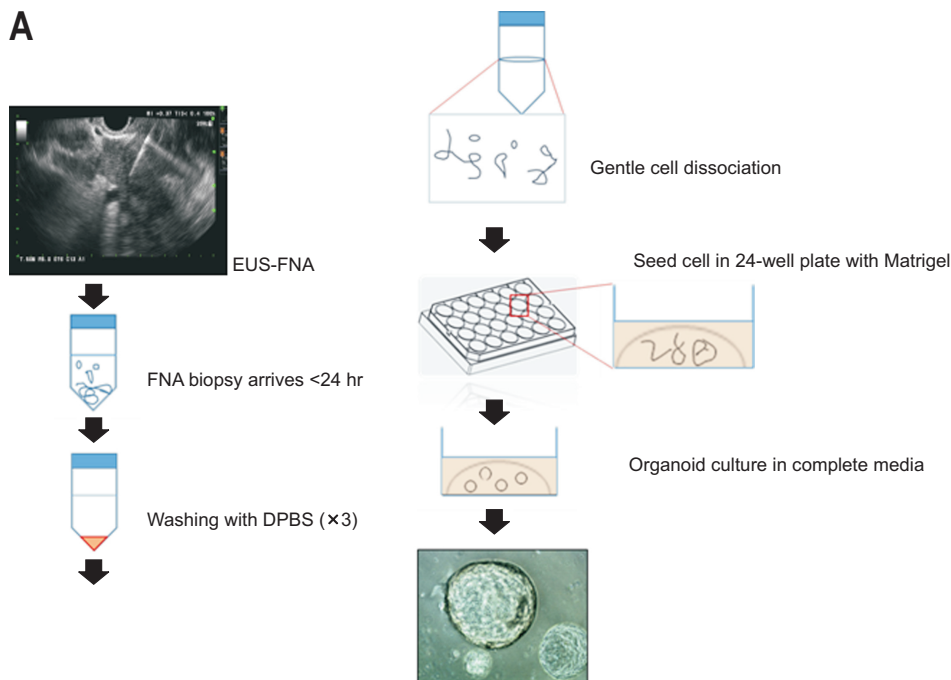 A
EUS-FNA
FNA biopsy arrives <24 hr
Washing with DPBS (×3)
Gentle cell dissociation
Seed cell in 24-well plate with Matrigel
Organoid culture in complete media